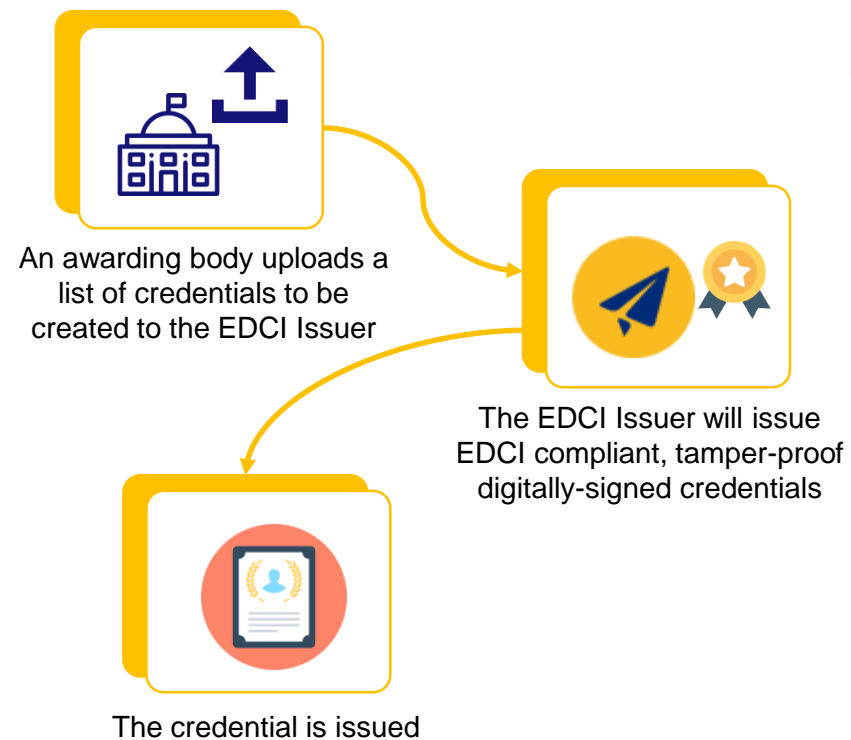 An awarding body uploads a
list of credentials to be
created to the EDCI Issuer
The EDCI Issuer will issue
EDCI compliant, tamper-proof
digitally-signed credentials
The credential is issued